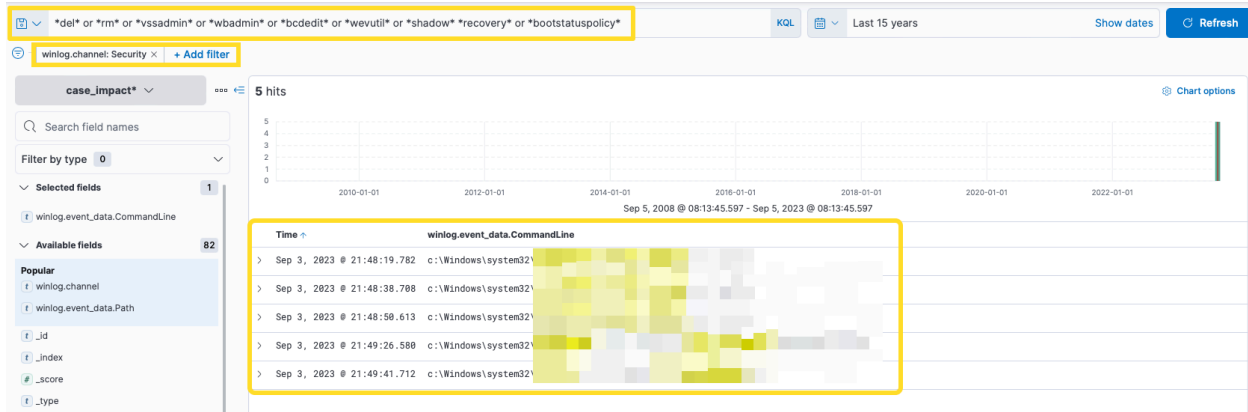 *del* or *rm* or *vssadmin* or *wbadmin* or *bcdedit* or *wevutil* or *shadow* *recovery* or *bootstatuspolicy* KQL Last 15 years Show dates Refresh
winlog.channel: Security × + Add filter
case_impact* 5 hits Chart options
Search field names
Filter by type 0
Selected fields 1
t winlog.event_data.CommandLine
Available fields 82
Popular
t winlog.channel
t winlog.event_data.Path
t _id
t _index
# _score
t _type
5
4
3
2
1
0
2010-01-01 2012-01-01 2014-01-01 2016-01-01 2018-01-01 2020-01-01 2022-01-01
Sep 5, 2008 @ 08:13:45.597 - Sep 5, 2023 @ 08:13:45.597
Time winlog.event_data.CommandLine
Sep 3, 2023 @ 21:48:19.782 c:\Windows\system32\
Sep 3, 2023 @ 21:48:38.708 c:\Windows\system32\
Sep 3, 2023 @ 21:48:50.613 c:\Windows\system32\
Sep 3, 2023 @ 21:49:26.580 c:\Windows\system32\
Sep 3, 2023 @ 21:49:41.712 c:\Windows\system32\